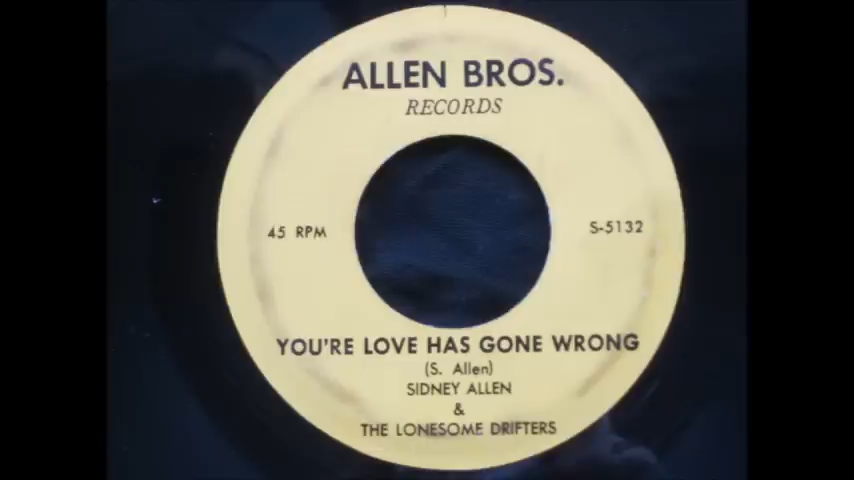 ALLEN BROS.
RECORDS
45 RPM
S-5132
YOU'RE LOVE HAS GONE WRONG
(S. Allen)
SIDNEY ALLEN
&
THE LONESOME DRIFTERS